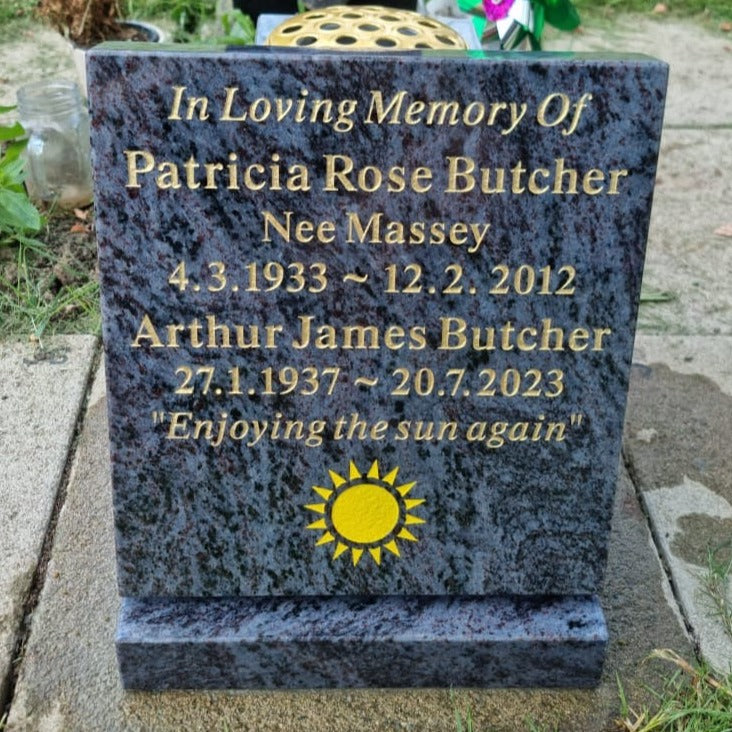 In Loving Memory Of
Patricia Rose Butcher
Nee Massey
4.3.1933 ~ 12.2. 2012
Arthur James Butcher
27.1.1937 ~ 20.7.2023
"Enjoying the sun again"